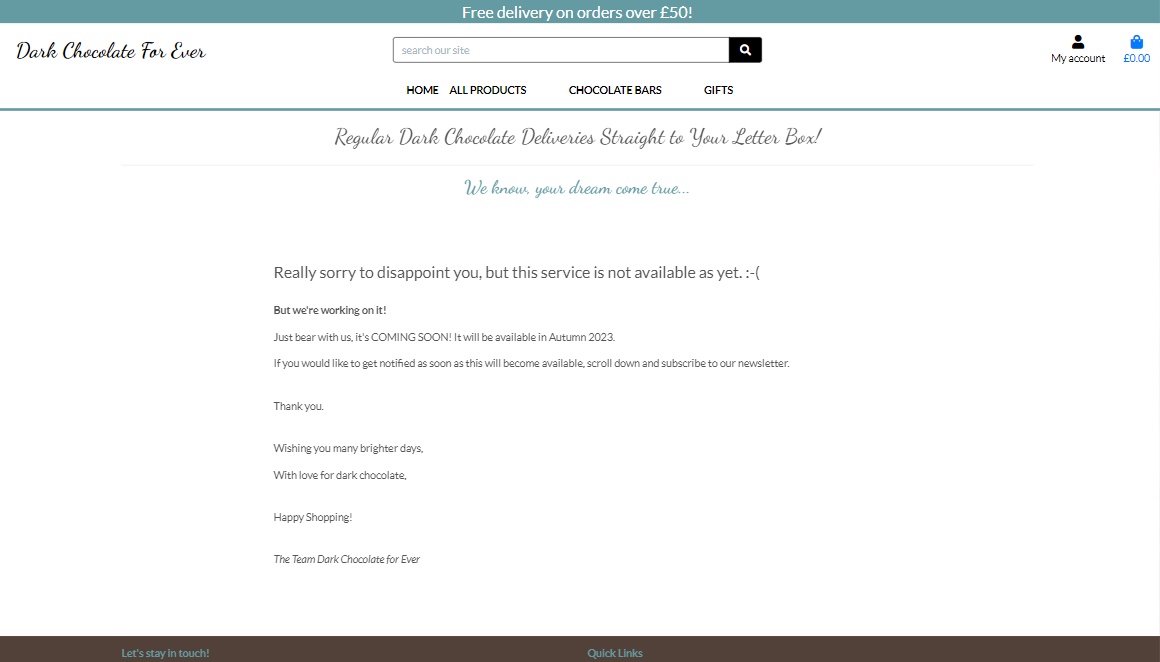 Free delivery on orders over £50!
Dark Chocolate For Ever
search our site
My account
£0.00
HOME ALL PRODUCTS CHOCOLATE BARS GIFTS
Regular Dark Chocolate Deliveries Straight to Your Letter Box!
We know, your dream come true...
Really sorry to disappoint you, but this service is not available as yet. :-(
But we're working on it!
Just bear with us, it's COMING SOON! It will be available in Autumn 2023.
If you would like to get notified as soon as this will become available, scroll down and subscribe to our newsletter.
Thank you.
Wishing you many brighter days,
With love for dark chocolate,
Happy Shopping!
The Team Dark Chocolate for Ever
Let's stay in touch!
Quick Links